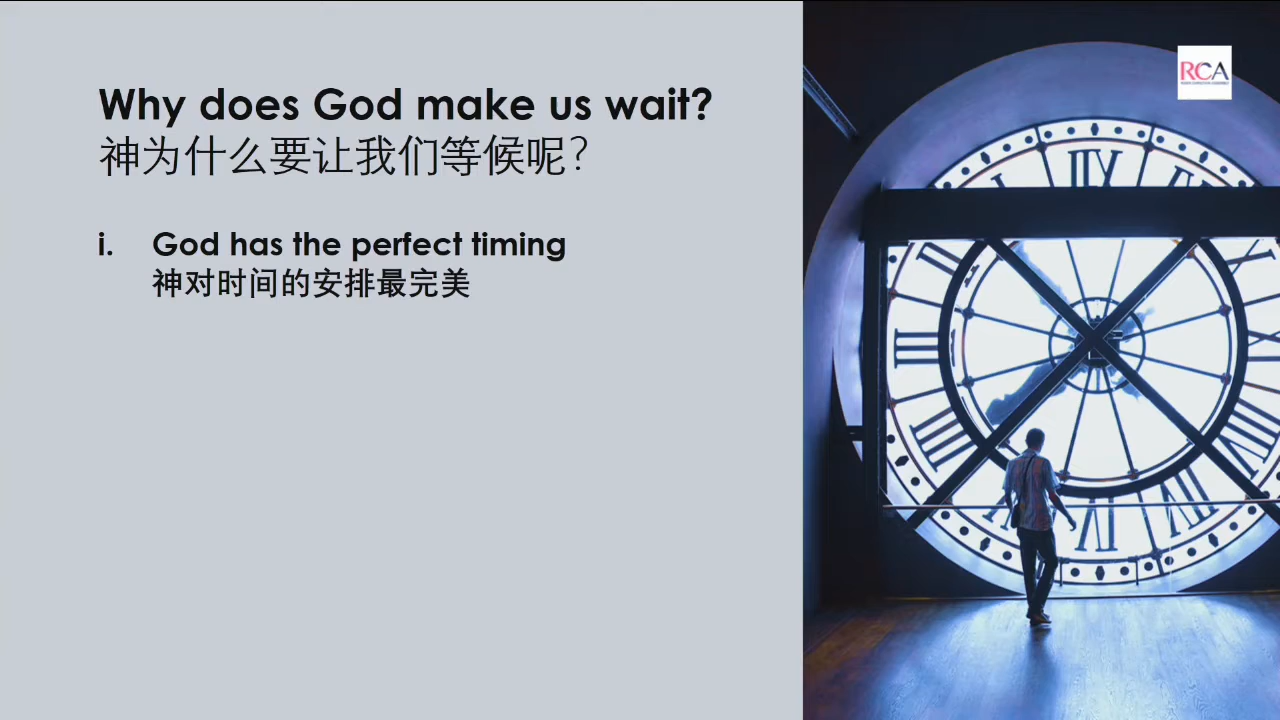 Why does God make us wait?
神为什么要让我们等候呢?
i. God has the perfect timing
神对时间的安排最完美
RCA